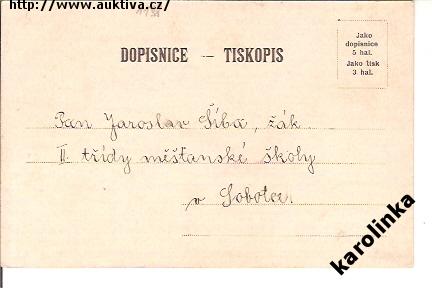 http://www.auktiva.cz/
DOPISNICE — TISKOPIS
Jako
dopisnice
5 hal.
Jako tisk
3 hal.
Pan Jaroslav Šíba, žák
II. třídy měšťanské školy
v Sobotce.
karolinka